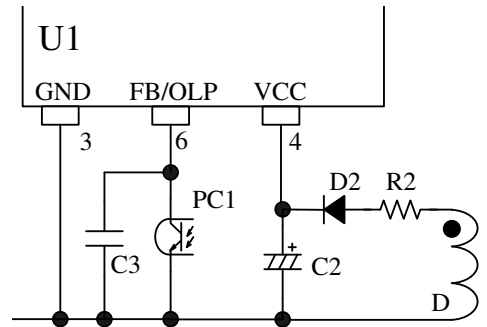 U1
GND FB/OLP VCC
3 6 4
D2 R2
PC1
C3 + C2
D